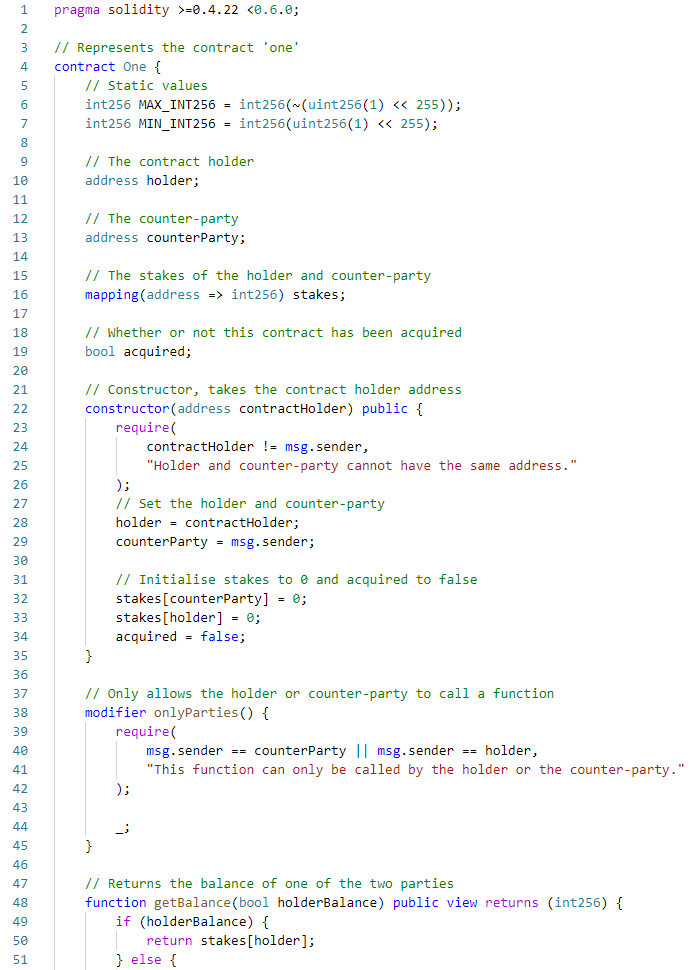 1 pragma solidity >=0.4.22 <0.6.0;
2
3 // Represents the contract 'one'
4 contract One {
5     // Static values
6     int256 MAX_INT256 = int256(~(uint256(1) << 255));
7     int256 MIN_INT256 = int256(uint256(1) << 255);
8
9     // The contract holder
10     address holder;
11
12     // The counter-party
13     address counterParty;
14
15     // The stakes of the holder and counter-party
16     mapping(address => int256) stakes;
17
18     // Whether or not this contract has been acquired
19     bool acquired;
20
21     // Constructor, takes the contract holder address
22     constructor(address contractHolder) public {
23         require(
24             contractHolder != msg.sender,
25             "Holder and counter-party cannot have the same address."
26         );
27         // Set the holder and counter-party
28         holder = contractHolder;
29         counterParty = msg.sender;
30
31         // Initialise stakes to 0 and acquired to false
32         stakes[counterParty] = 0;
33         stakes[holder] = 0;
34         acquired = false;
35     }
36
37     // Only allows the holder or counter-party to call a function
38     modifier onlyParties() {
39         require(
40             msg.sender == counterParty || msg.sender == holder,
41             "This function can only be called by the holder or the counter-party."
42         );
43
44         _;
45     }
46
47     // Returns the balance of one of the two parties
48     function getBalance(bool holderBalance) public view returns (int256) {
49         if (holderBalance) {
50             return stakes[holder];
51         } else {